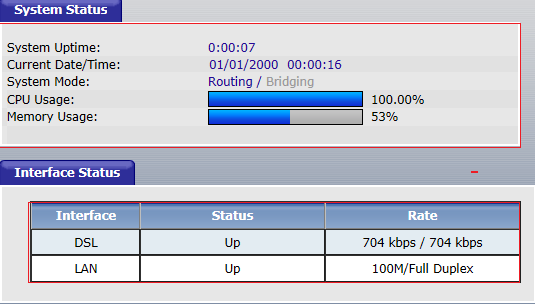 System Status
System Uptime: 0:00:07
Current Date/Time: 01/01/2000 00:00:16
System Mode: Routing / Bridging
CPU Usage: 100.00%
Memory Usage: 53%
Interface Status
Interface Status Rate
DSL Up 704 kbps / 704 kbps
LAN Up 100M/Full Duplex